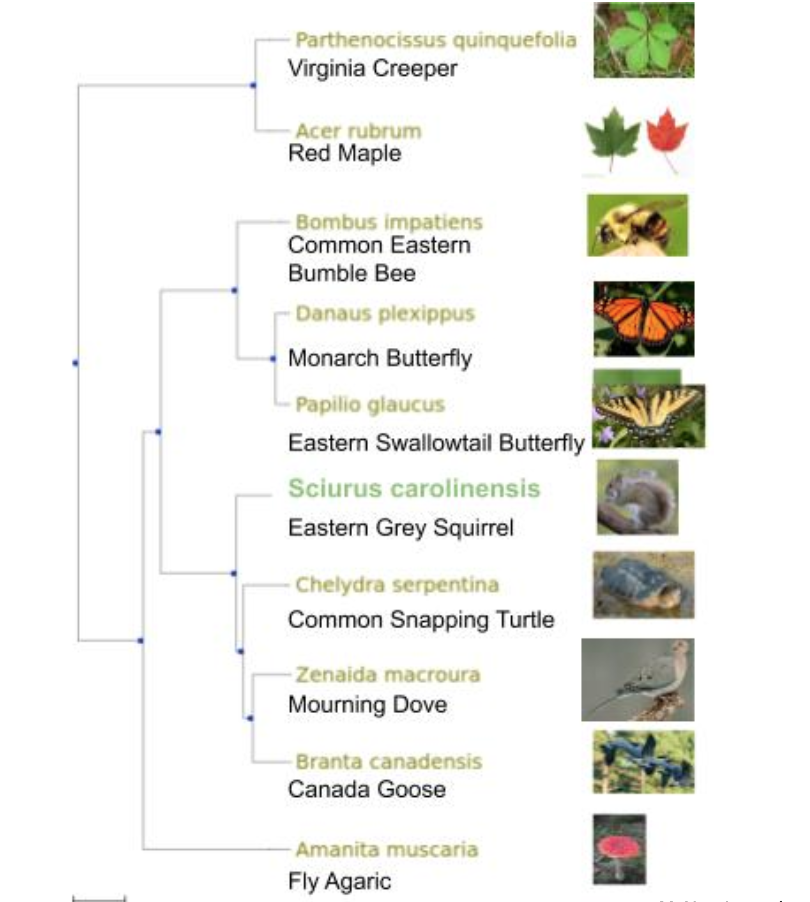 Parthenocissus quinquefolia
Virginia Creeper
Acer rubrum
Red Maple
Bombus impatiens
Common Eastern
Bumble Bee
Danaus plexippus
Monarch Butterfly
Papilio glaucus
Eastern Swallowtail Butterfly
Sciurus carolinensis
Eastern Grey Squirrel
Chelydra serpentina
Common Snapping Turtle
Zenaida macroura
Mourning Dove
Branta canadensis
Canada Goose
Amanita muscaria
Fly Agaric